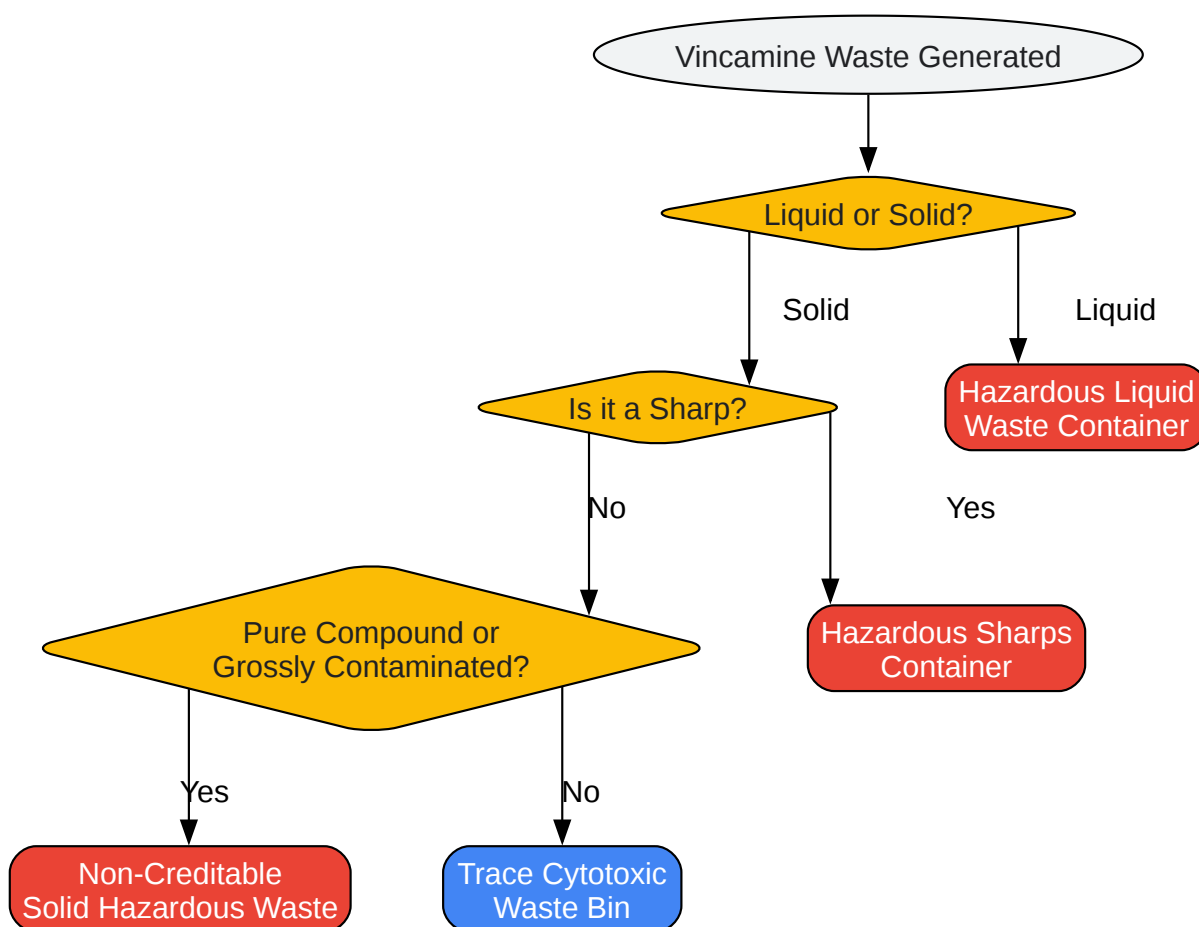 Vincamine Waste Generated
Liquid or Solid?
Solid
Liquid
Hazardous Liquid
Waste Container
Is it a Sharp?
No
Yes
Pure Compound or
Grossly Contaminated?
Hazardous Sharps
Container
Yes
No
Non-Creditable
Solid Hazardous Waste
Trace Cytotoxic
Waste Bin